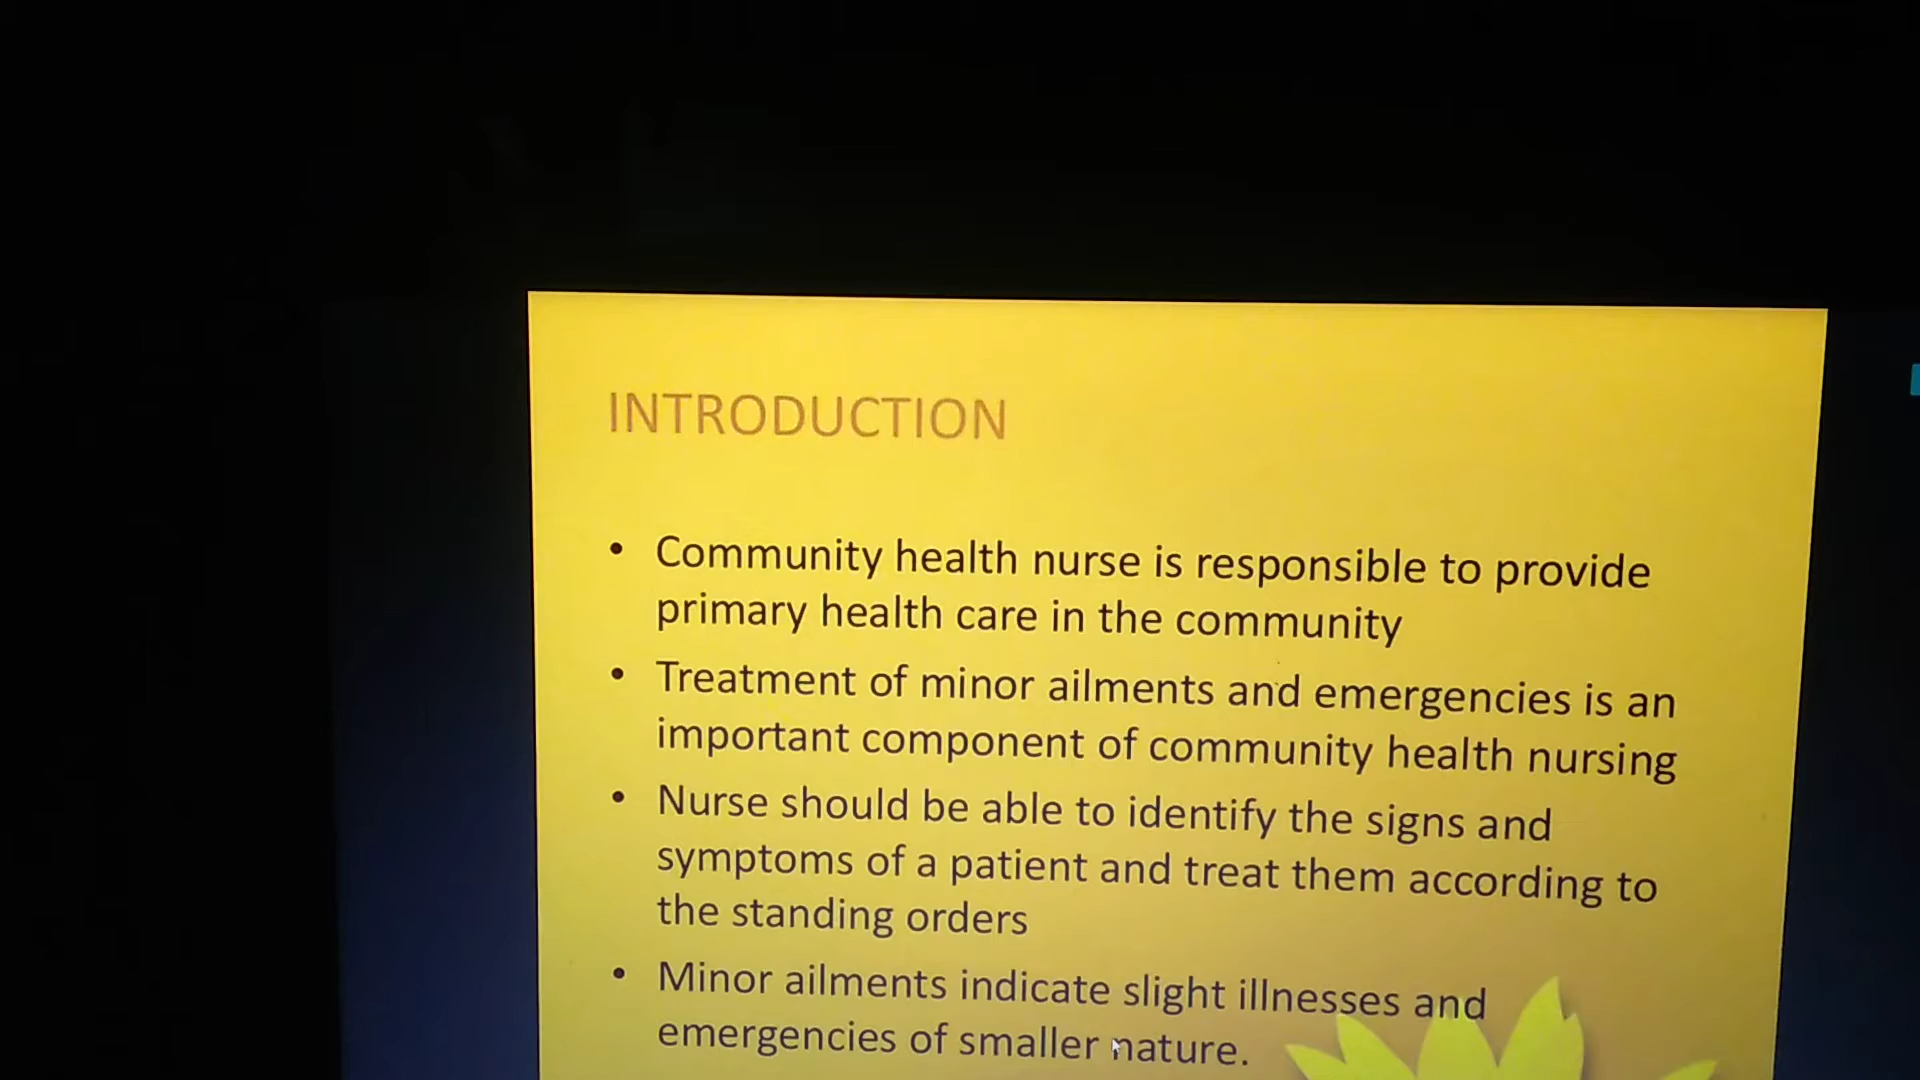 INTRODUCTION
• Community health nurse is responsible to provide
primary health care in the community
• Treatment of minor ailments and emergencies is an
important component of community health nursing
• Nurse should be able to identify the signs and
symptoms of a patient and treat them according to
the standing orders
• Minor ailments indicate slight illnesses and
emergencies of smaller nature.